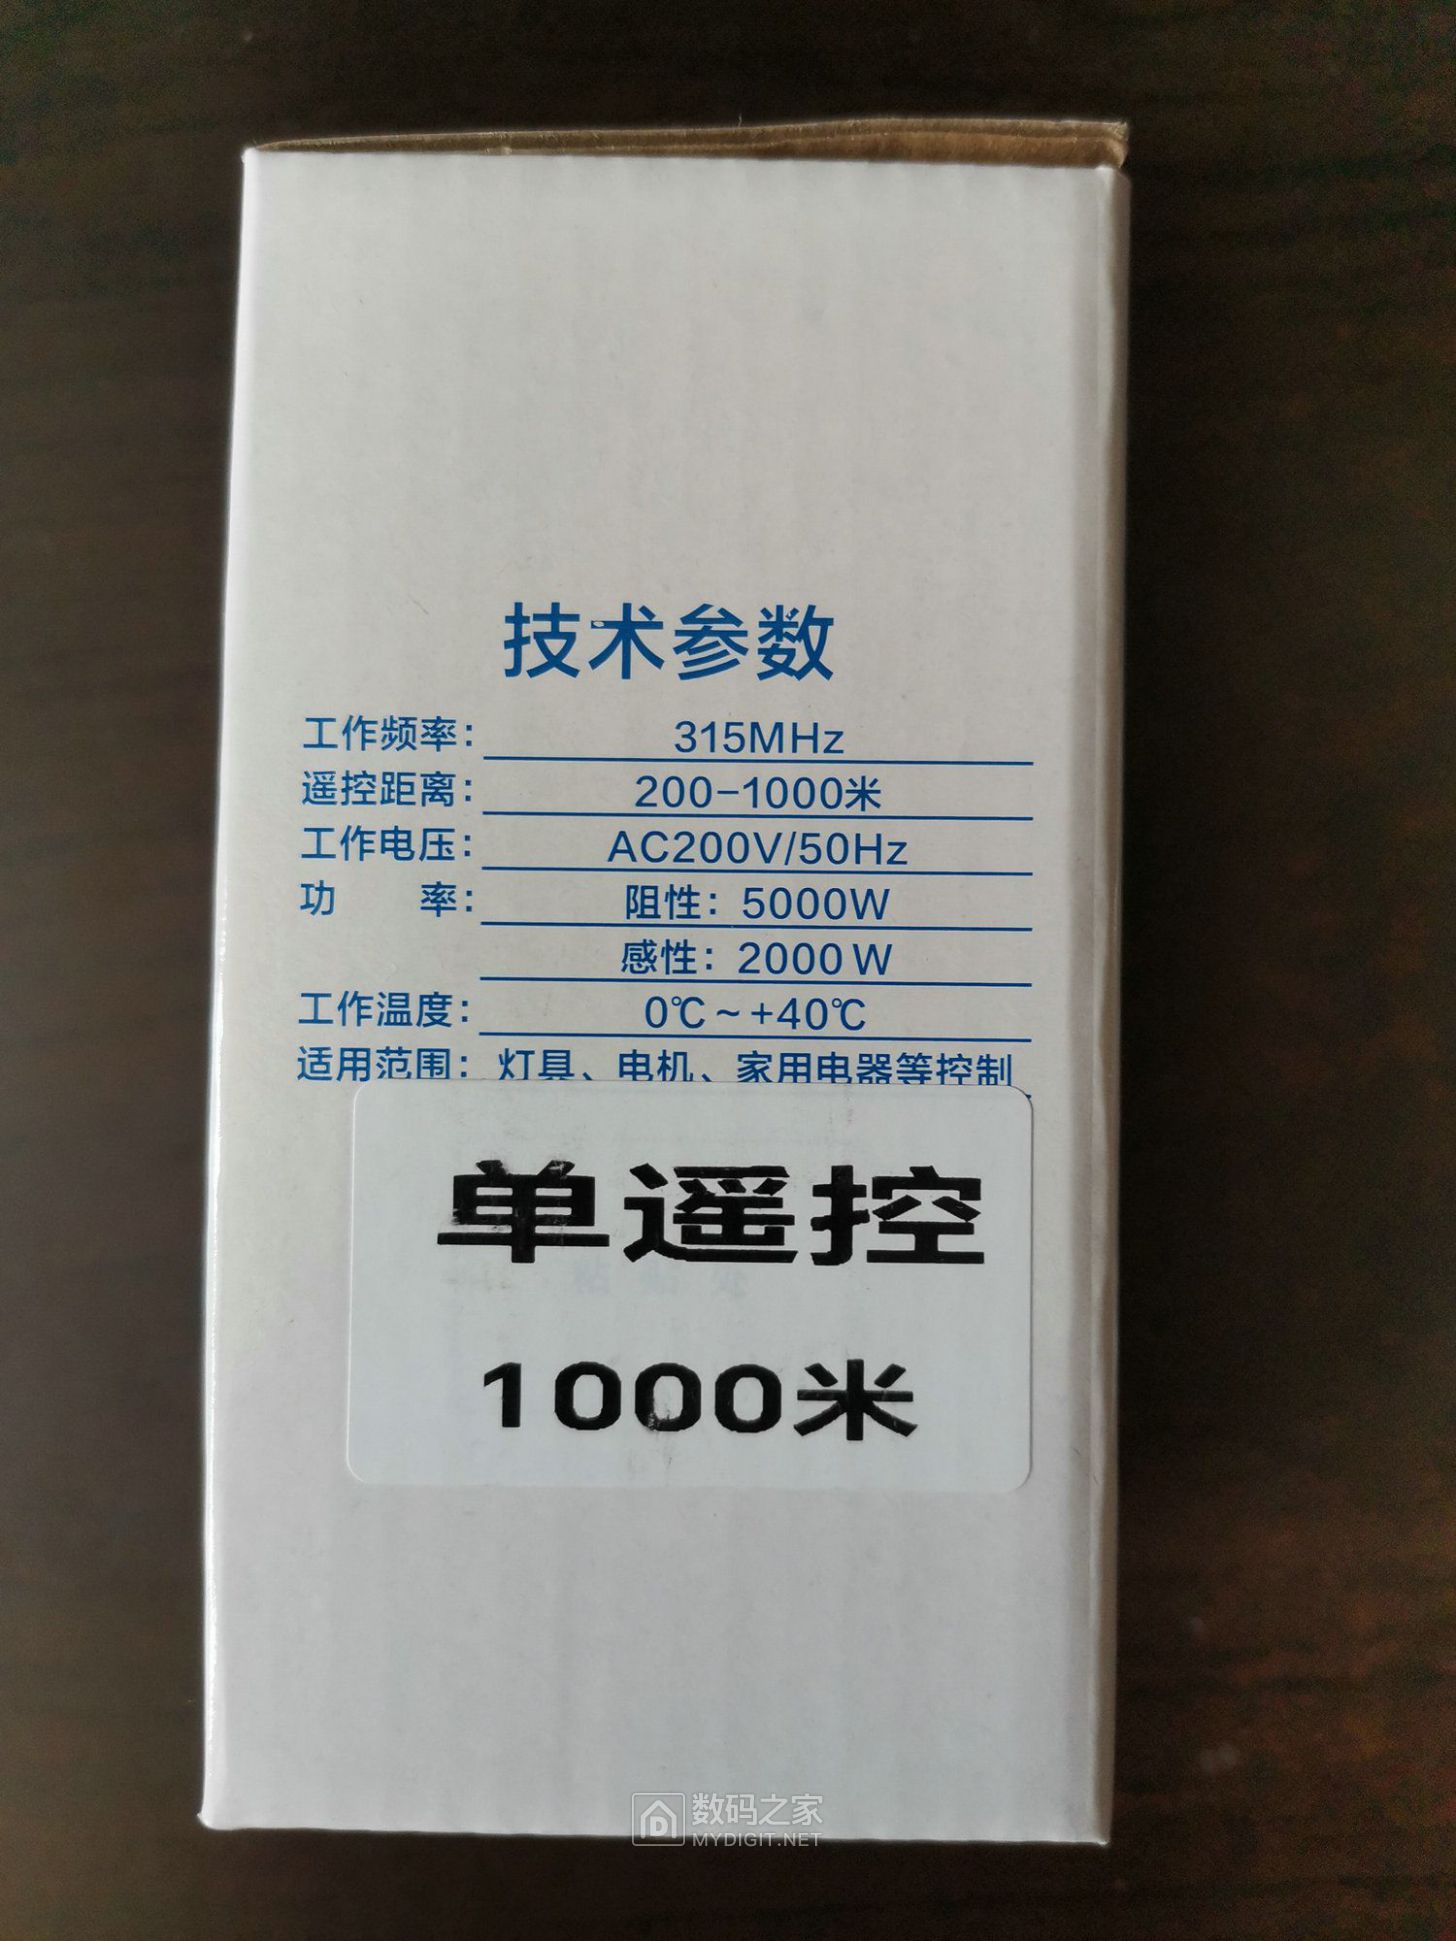 技术参数
工作频率： 315MHz
遥控距离： 200-1000米
工作电压： AC200V/50Hz
功 率： 阻性：5000W
感性：2000W
工作温度： 0℃~+40℃
适用范围：灯具、电机、家用电器等控制
单遥控
1000米
数码之家
MYDIGIT.NET